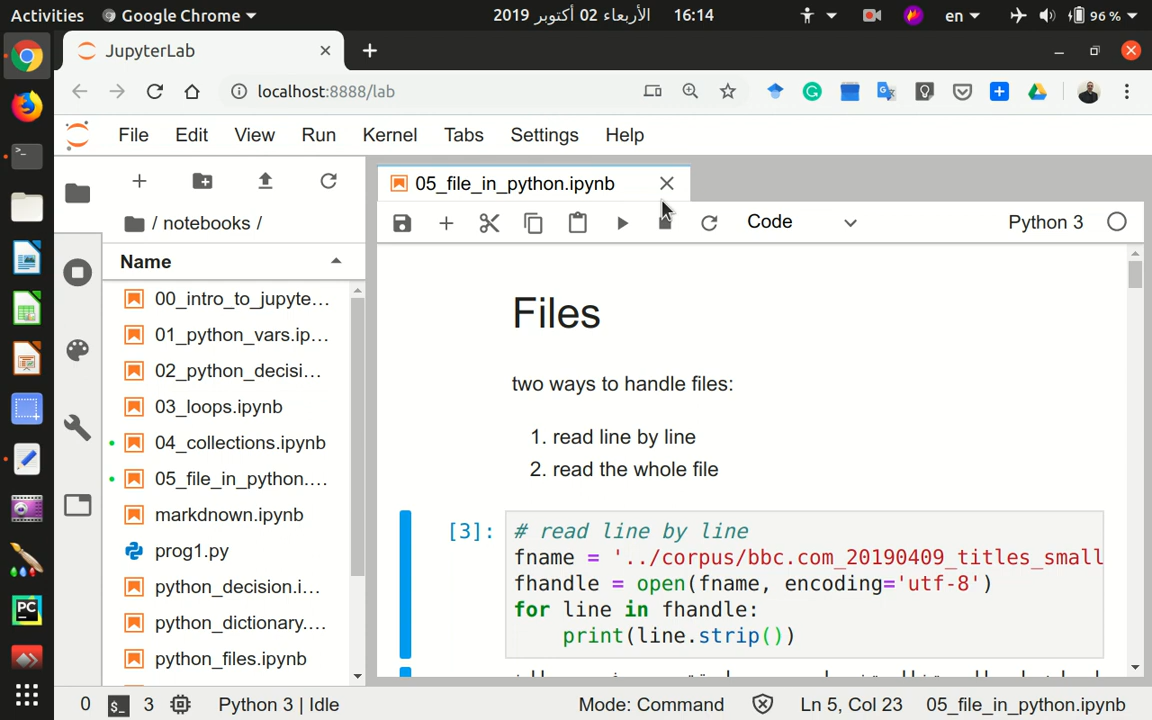 Activities Google Chrome الأربعاء 02 أكتوبر 2019 16:14 en 96 %
JupyterLab
localhost:8888/lab
File Edit View Run Kernel Tabs Settings Help
05_file_in_python.ipynb
/ notebooks /
Code Python 3
Name
00_intro_to_jupyte...
01_python_vars.ip...
02_python_decisi...
03_loops.ipynb
04_collections.ipynb
05_file_in_python....
markdnown.ipynb
prog1.py
python_decision.i...
python_dictionary....
python_files.ipynb
Files
two ways to handle files:
1. read line by line
2. read the whole file
[3]: # read line by line
fname = '../corpus/bbc.com_20190409_titles_small
fhandle = open(fname, encoding='utf-8')
for line in fhandle:
print(line.strip())
0 3 Python 3 | Idle Mode: Command Ln 5, Col 23 05_file_in_python.ipynb